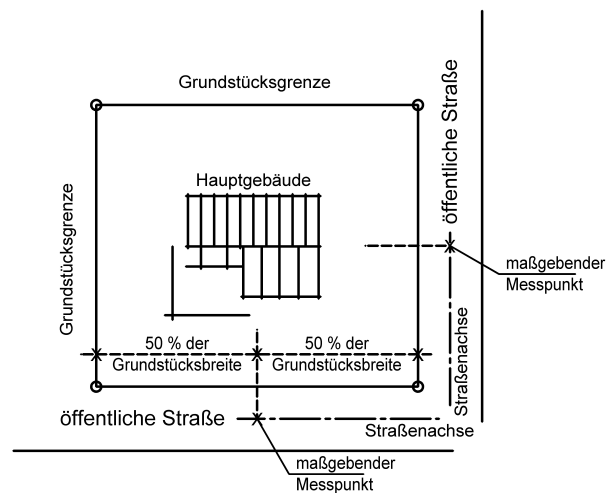 Grundstücksgrenze
öffentliche Straße
Hauptgebäude
Grundstücksgrenze
maßgebender
Messpunkt
50 % der
Grundstücksbreite
50 % der
Grundstücksbreite
Straßenachse
öffentliche Straße
Straßenachse
maßgebender
Messpunkt